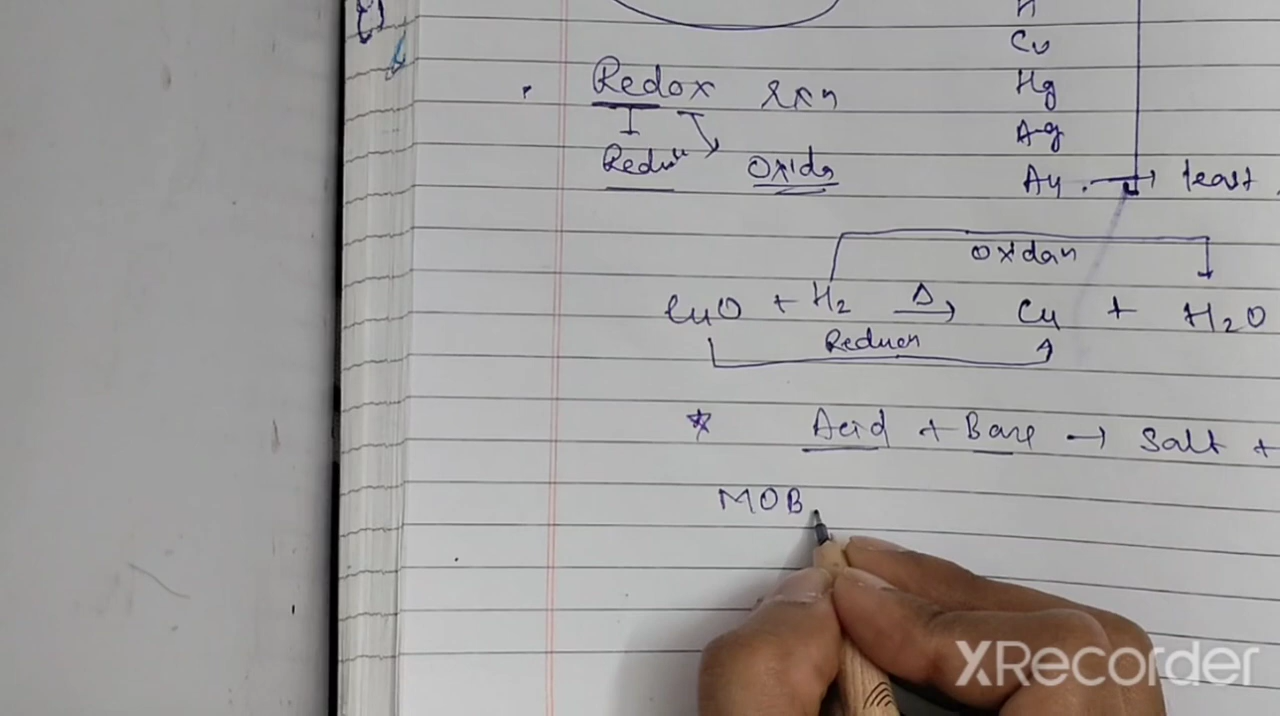 H
Cu
Redox rxn
Hg
Ag
Redun Oxidn
Au. → least
Oxidan
CuO + H2 Δ→ Cu + H2O
Reducn
* Acid + Base → Salt +
MOB
XRecorder